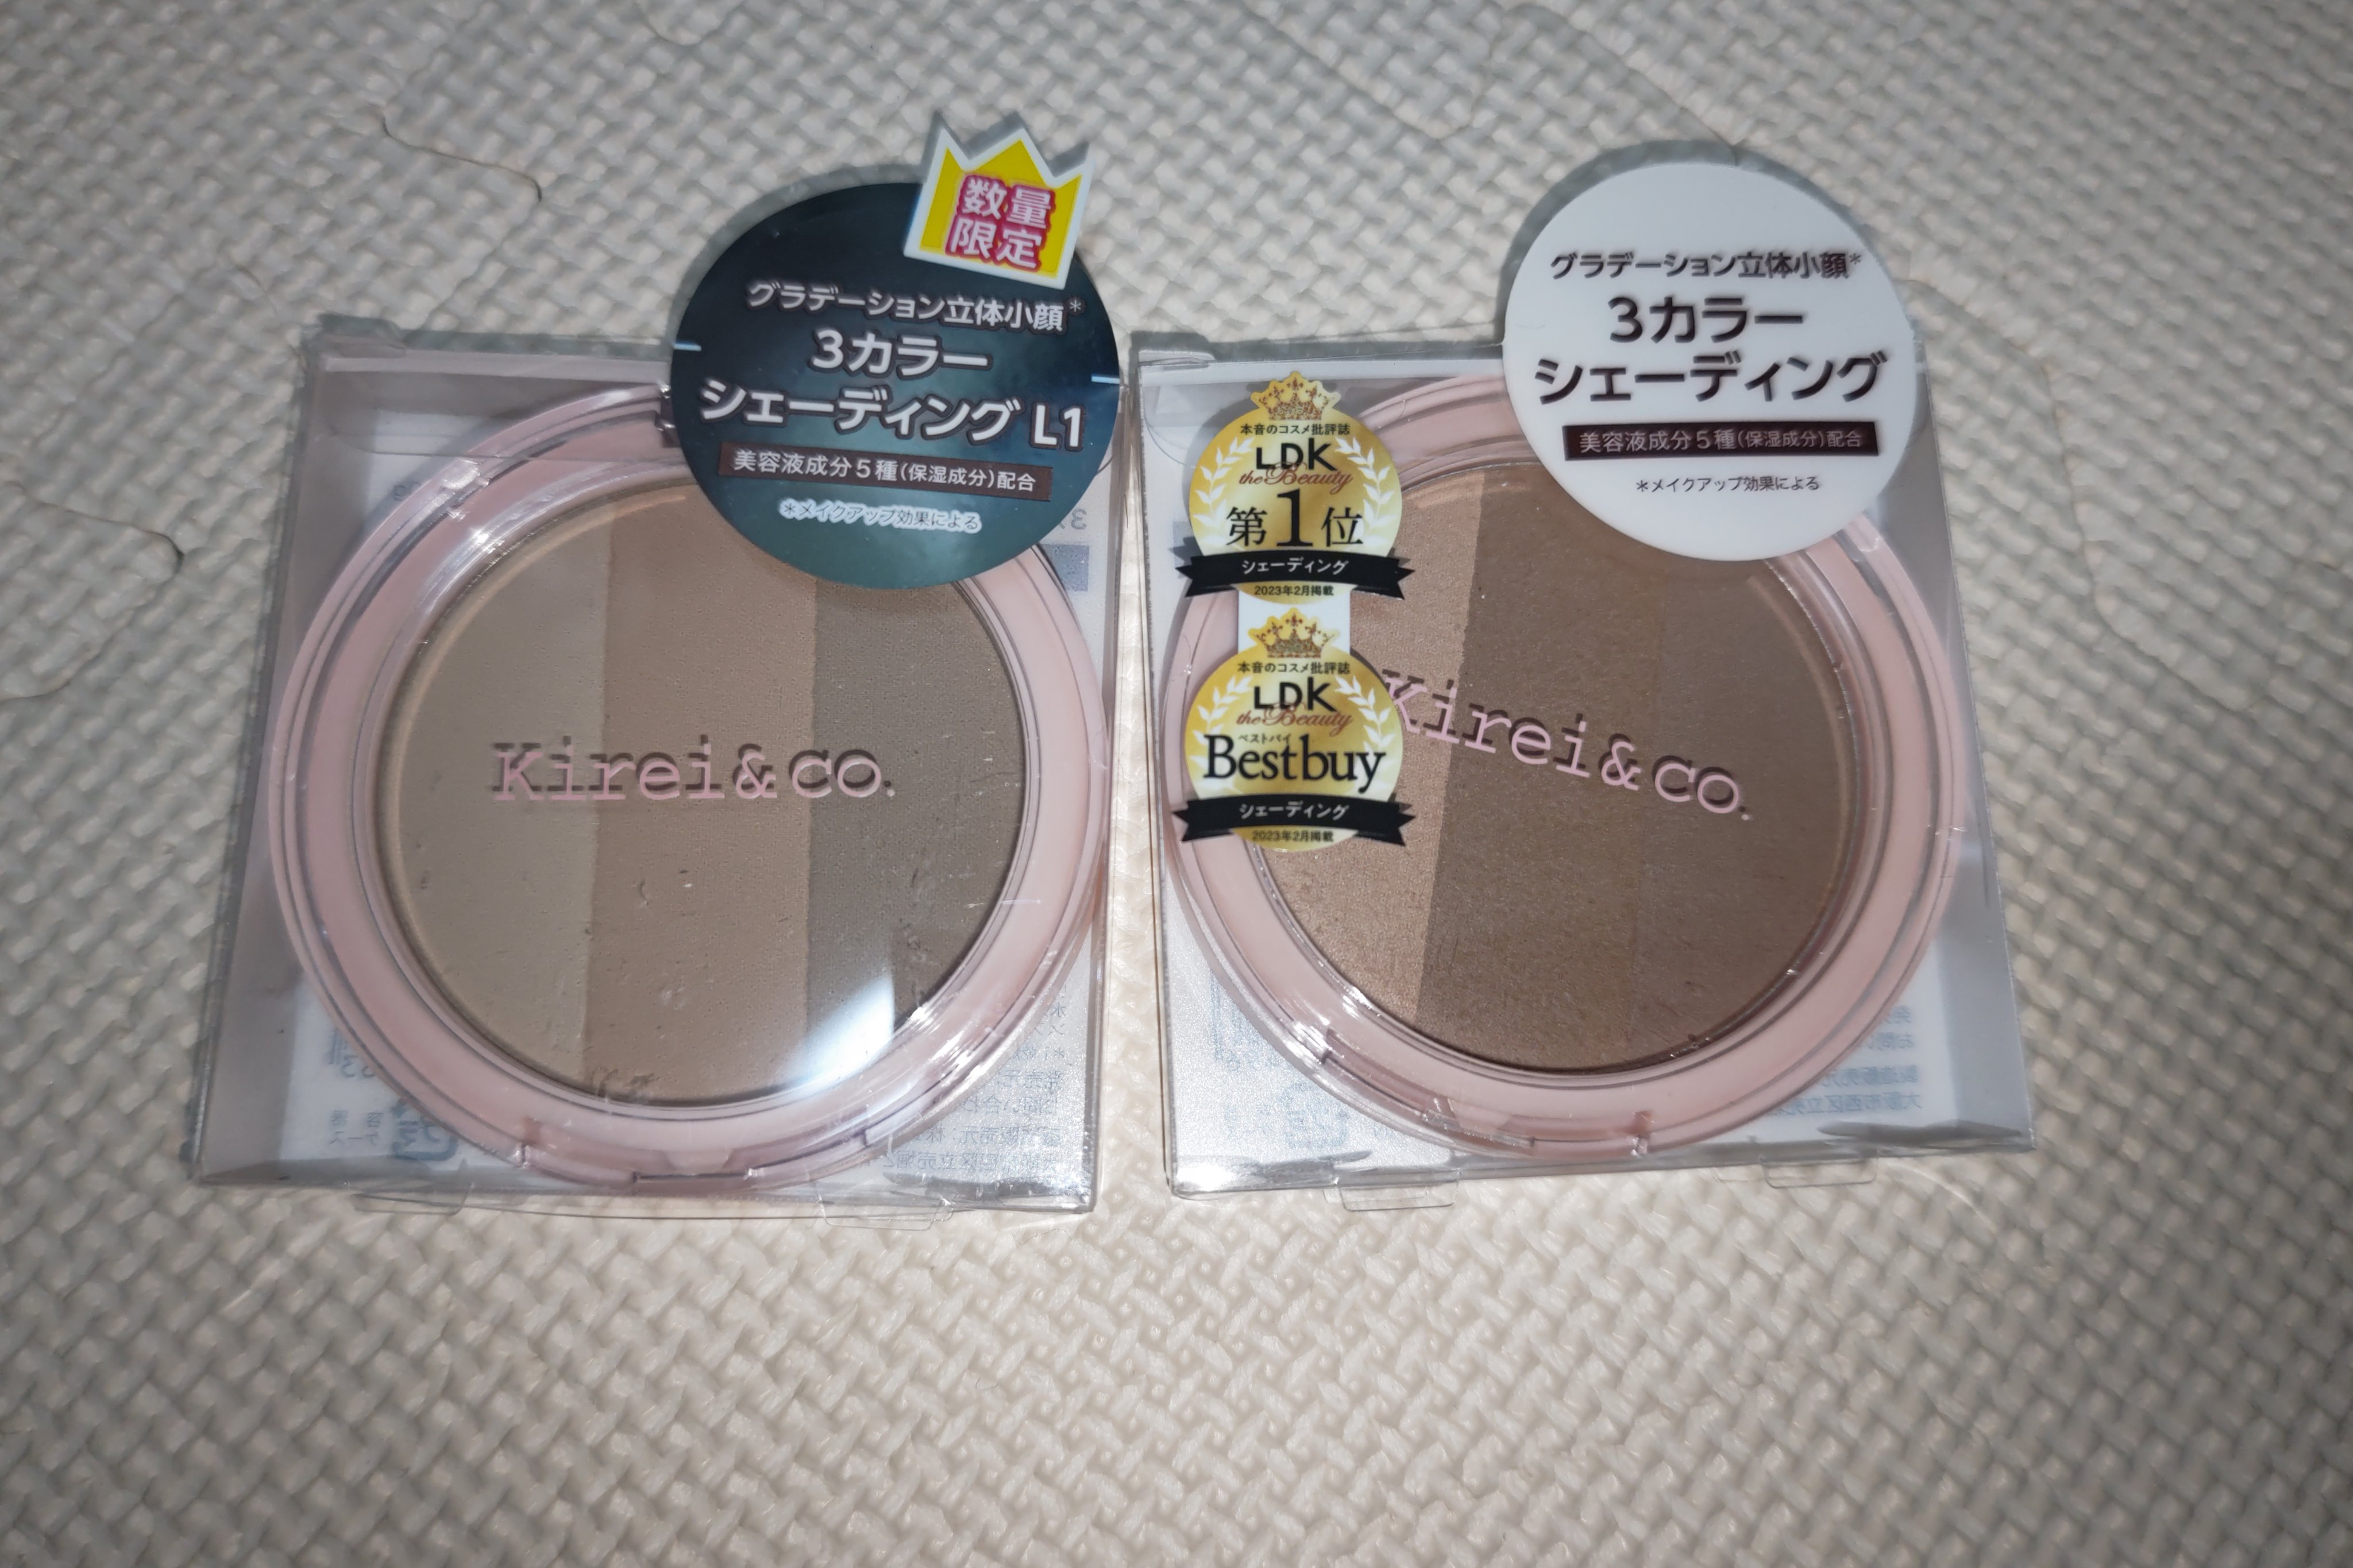 数量
限定
グラデーション立体小顔*
3カラー
シェーディング L1
美容液成分5種(保湿成分)配合
*メイクアップ効果による
Kirei&co.
グラデーション立体小顔*
3カラー
シェーディング
美容液成分5種(保湿成分)配合
*メイクアップ効果による
本音のコスメ批評誌
LDK
the Beauty
第1位
シェーディング
2023年2月掲載
本音のコスメ批評誌
LDK
the Beauty
ベストバイ
Bestbuy
シェーディング
2023年2月掲載
Kirei&co.